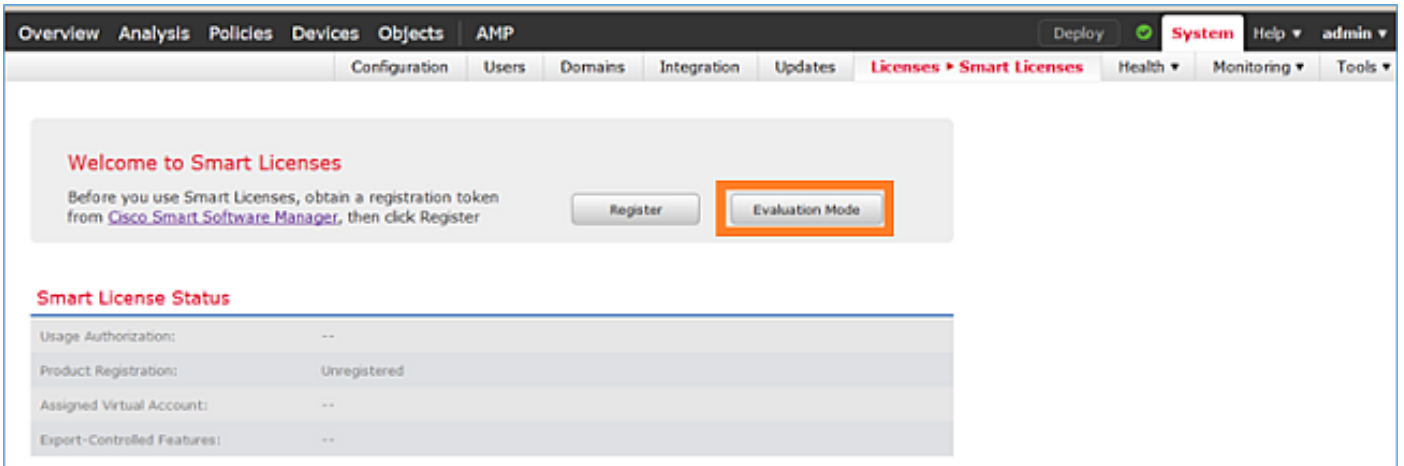 Overview Analysis Policies Devices Objects AMP Deploy System Help ▾ admin ▾
Configuration Users Domains Integration Updates Licenses ▸ Smart Licenses Health ▾ Monitoring ▾ Tools ▾
Welcome to Smart Licenses
Before you use Smart Licenses, obtain a registration token
from Cisco Smart Software Manager, then click Register
Register Evaluation Mode
Smart License Status
Usage Authorization: --
Product Registration: Unregistered
Assigned Virtual Account: --
Export-Controlled Features: --